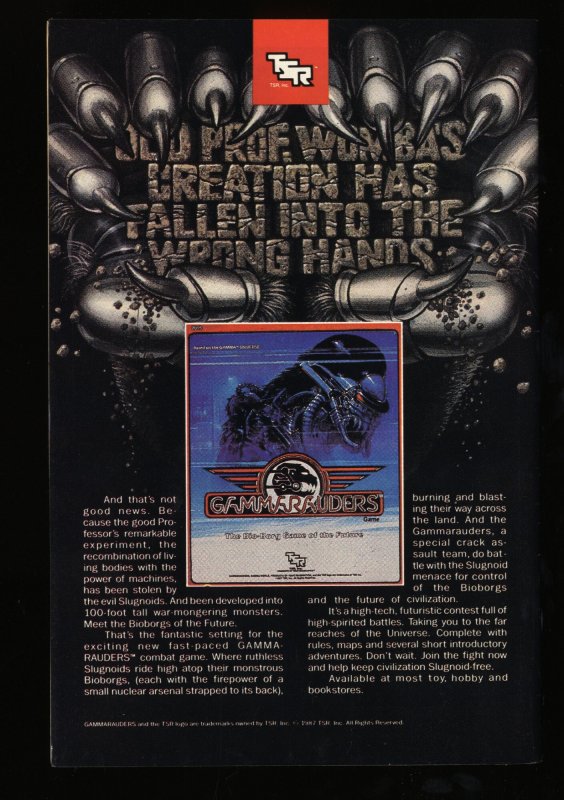 TSR
TSR, Inc.
OLD PROF. WOMBA'S
CREATION HAS
FALLEN INTO THE
WRONG HANDS
GAMMARAUDERS
Game
The Bio-Borg Game of the Future
TSR
And that's not
good news. Be-
cause the good Pro-
fessor's remarkable
experiment, the
recombination of liv-
ing bodies with the
power of machines,
has been stolen by
the evil Slugnoids. And been developed into
100-foot tall war-mongering monsters.
Meet the Bioborgs of the Future.
That's the fantastic setting for the
exciting new fast-paced GAMMA-
RAUDERS™ combat game. Where ruthless
Slugnoids ride high atop their monstrous
Bioborgs, (each with the firepower of a
small nuclear arsenal strapped to its back),
burning and blast-
ing their way across
the land. And the
Gammarauders, a
special crack as-
sault team, do bat-
tle with the Slugnoid
menace for control
of the Bioborgs
and the future of civilization.
It's a high-tech, futuristic contest full of
high-spirited battles. Taking you to the far
reaches of the Universe. Complete with
rules, maps and several short introductory
adventures. Don't wait. Join the fight now
and help keep civilization Slugnoid-free.
Available at most toy, hobby and
bookstores.
GAMMARAUDERS and the TSR logo are trademarks owned by TSR, Inc. © 1987 TSR, Inc. All Rights Reserved.